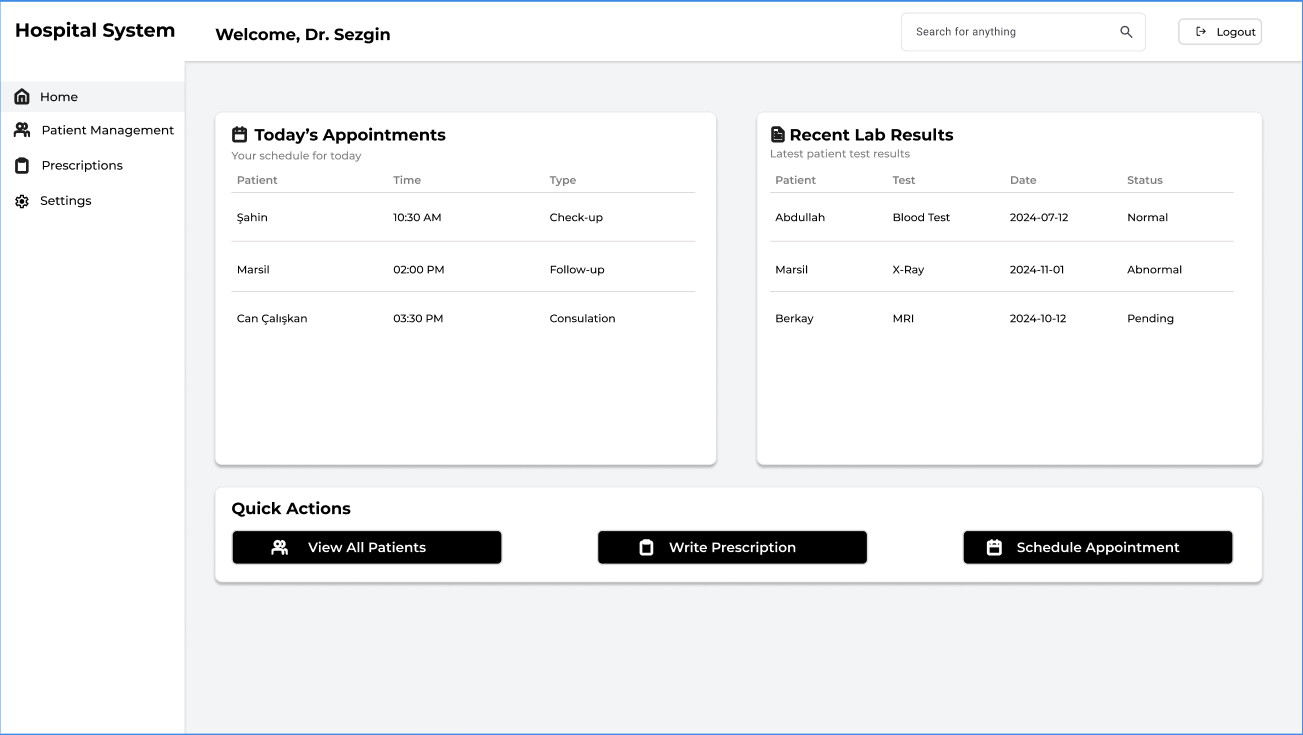 Hospital System
Welcome, Dr. Sezgin
Search for anything
Logout
Home
Patient Management
Prescriptions
Settings
Today’s Appointments
Your schedule for today
Patient Time Type
Şahin 10:30 AM Check-up
Marsil 02:00 PM Follow-up
Can Çalışkan 03:30 PM Consulation
Recent Lab Results
Latest patient test results
Patient Test Date Status
Abdullah Blood Test 2024-07-12 Normal
Marsil X-Ray 2024-11-01 Abnormal
Berkay MRI 2024-10-12 Pending
Quick Actions
View All Patients
Write Prescription
Schedule Appointment